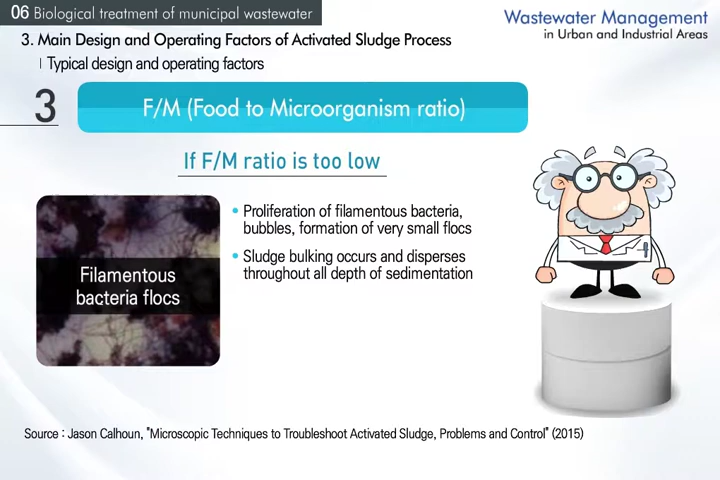 06 Biological treatment of municipal wastewater
Wastewater Management
in Urban and Industrial Areas
3. Main Design and Operating Factors of Activated Sludge Process
| Typical design and operating factors
3
F/M (Food to Microorganism ratio)
If F/M ratio is too low
Filamentous
bacteria flocs
• Proliferation of filamentous bacteria,
bubbles, formation of very small flocs
• Sludge bulking occurs and disperses
throughout all depth of sedimentation
Source : Jason Calhoun, "Microscopic Techniques to Troubleshoot Activated Sludge, Problems and Control" (2015)